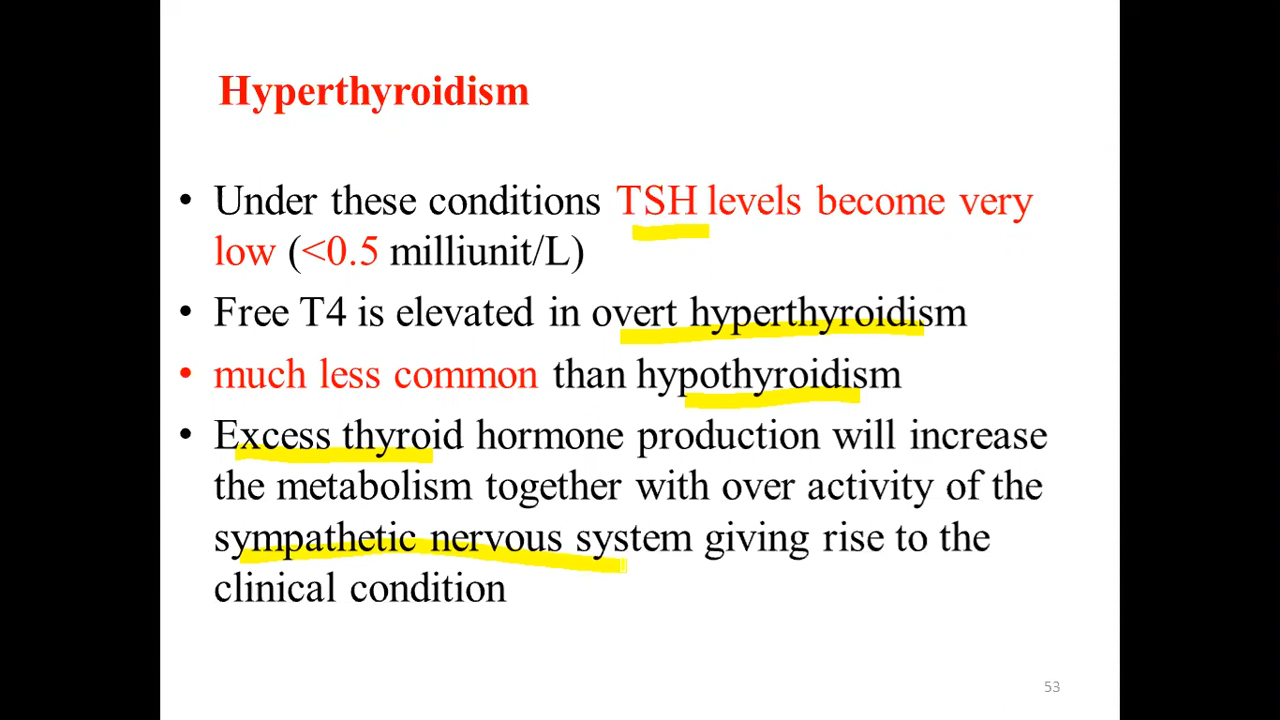 Hyperthyroidism
• Under these conditions TSH levels become very
low (<0.5 milliunit/L)
• Free T4 is elevated in overt hyperthyroidism
• much less common than hypothyroidism
• Excess thyroid hormone production will increase
the metabolism together with over activity of the
sympathetic nervous system giving rise to the
clinical condition
53